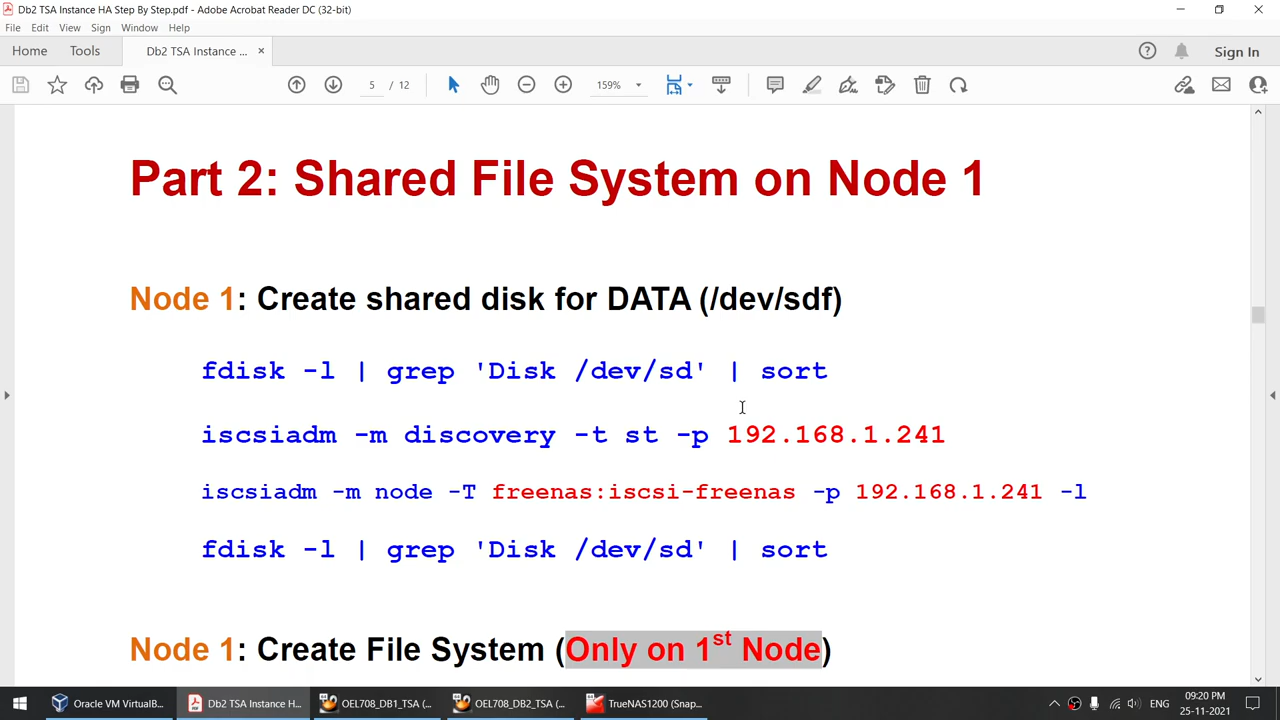 Db2 TSA Instance HA Step By Step.pdf - Adobe Acrobat Reader DC (32-bit)
File Edit View Sign Window Help
Home Tools Db2 TSA Instance ... × Sign In
5 / 12 159%
Part 2: Shared File System on Node 1
Node 1: Create shared disk for DATA (/dev/sdf)
fdisk -l | grep 'Disk /dev/sd' | sort
iscsiadm -m discovery -t st -p 192.168.1.241
iscsiadm -m node -T freenas:iscsi-freenas -p 192.168.1.241 -l
fdisk -l | grep 'Disk /dev/sd' | sort
Node 1: Create File System (Only on 1st Node)
Oracle VM VirtualB... Db2 TSA Instance H... OEL708_DB1_TSA (... OEL708_DB2_TSA (... TrueNAS1200 (Snap... ENG 09:20 PM
25-11-2021